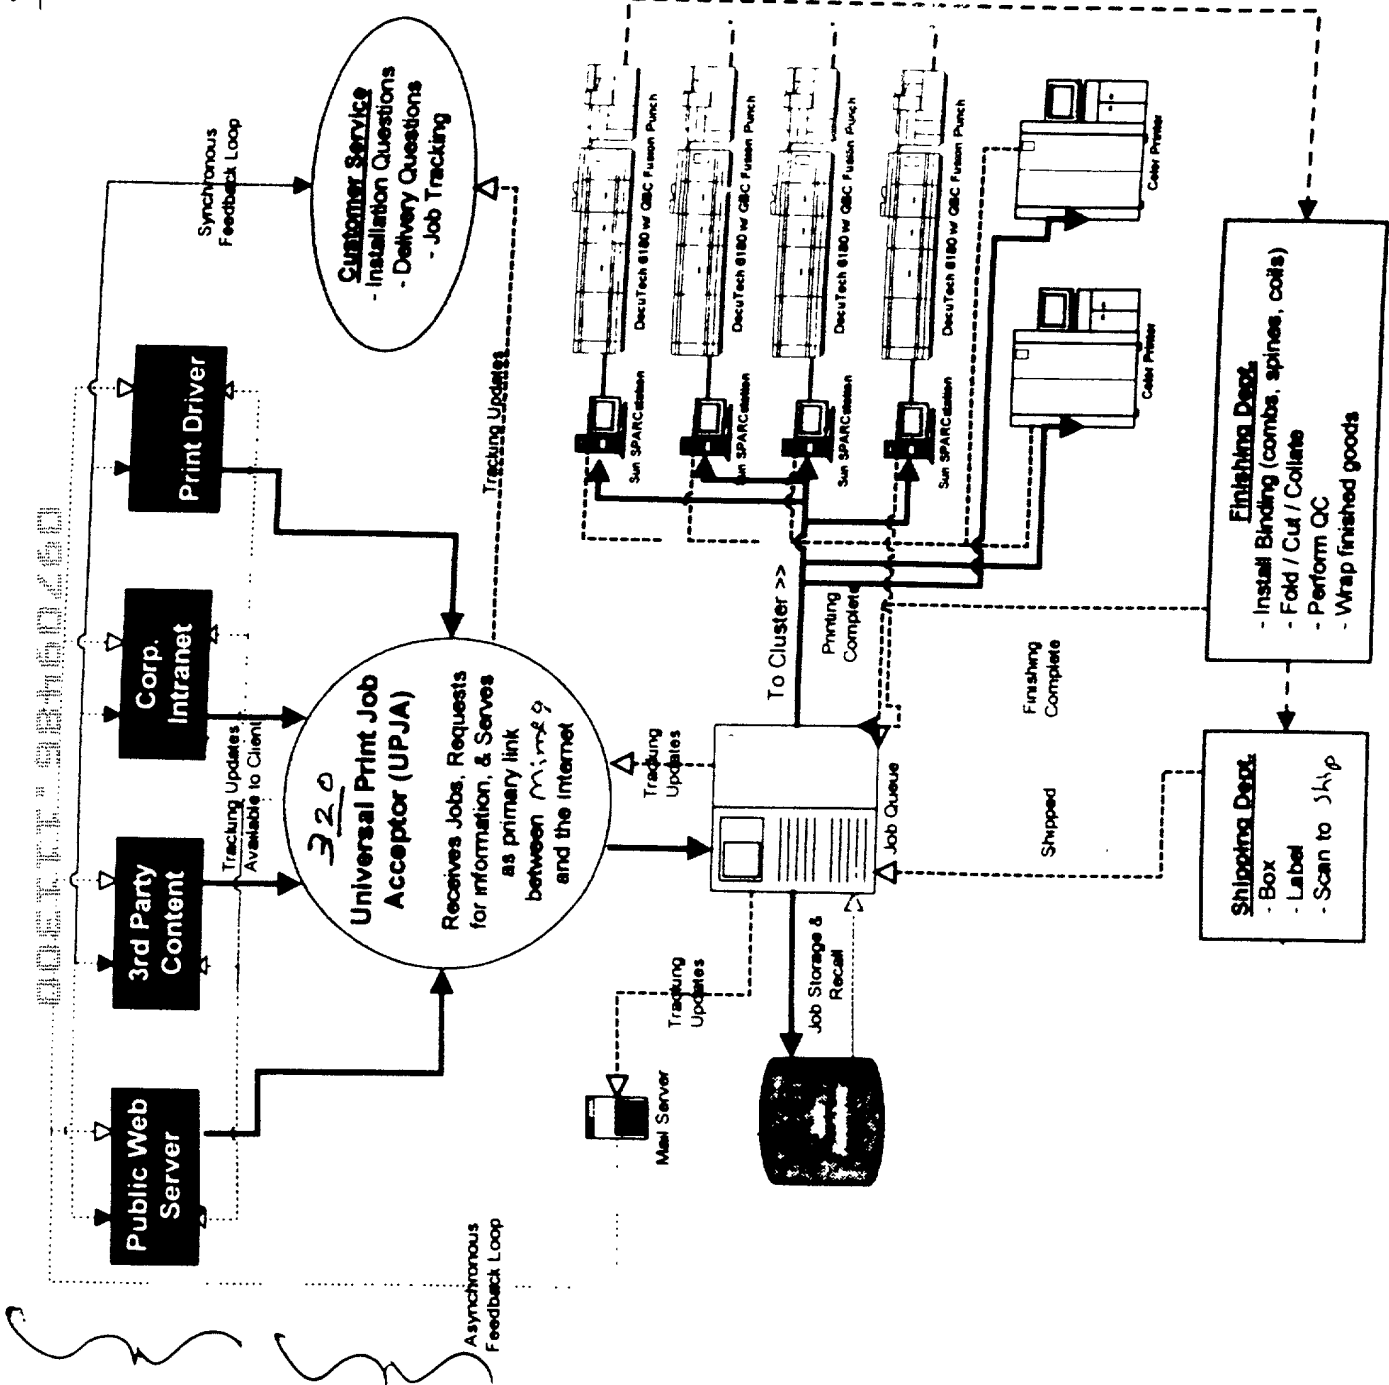 Public Web
Server
3rd Party
Content
Corp.
Intranet
Print Driver
Synchronous
Feedback Loop
Customer Service
- Installation Questions
- Delivery Questions
- Job Tracking
Tracking Updates
Available to Client
Tracking Updates
Asynchronous
Feedback Loop
320
Universal Print Job
Acceptor (UPJA)
Receives Jobs, Requests
for information, & Serves
as primary link
between
and the Internet
Mail Server
Tracking
Updates
Tracking
Updates
Job Storage &
Recall
Job Queue
To Cluster >>
Printing
Complete
Sun SPARCstation
DocuTech 6180 w/ GBC Fusion Punch
Sun SPARCstation
DocuTech 6180 w/ GBC Fusion Punch
Sun SPARCstation
DocuTech 6180 w/ GBC Fusion Punch
Sun SPARCstation
DocuTech 6180 w/ GBC Fusion Punch
Color Printer
Color Printer
Shipped
Finishing
Complete
Shipping Dept.
- Box
- Label
- Scan to Ship
Finishing Dept.
- Install Binding (combs, spines, coils)
- Fold / Cut / Collate
- Perform QC
- Wrap finished goods